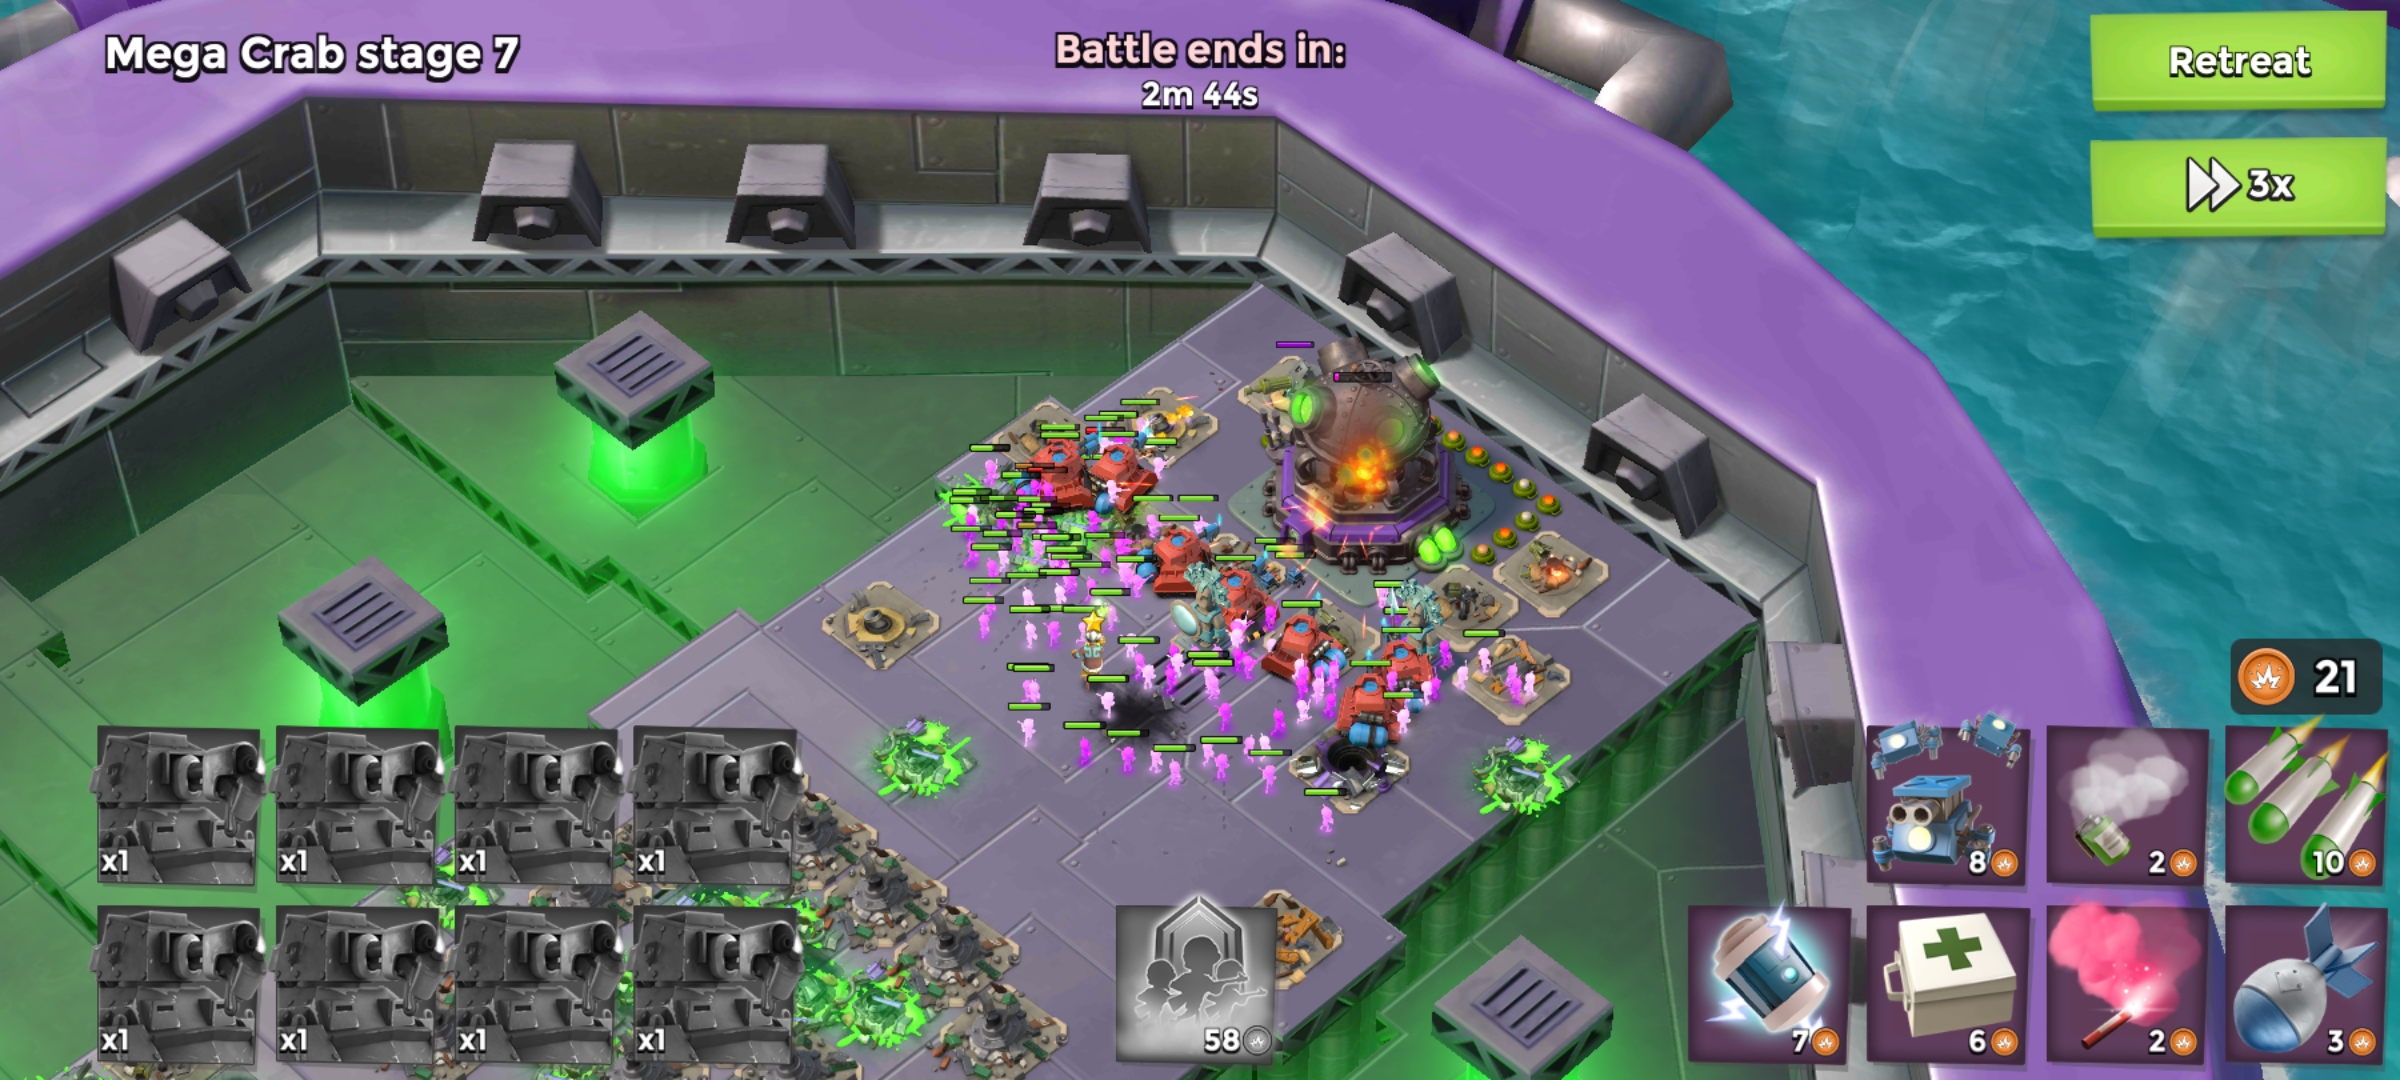 Mega Crab stage 7
Battle ends in:
2m 44s
Retreat
3x
21
8
2
10
x1
x1
x1
x1
7
6
2
3
x1
x1
x1
x1
58